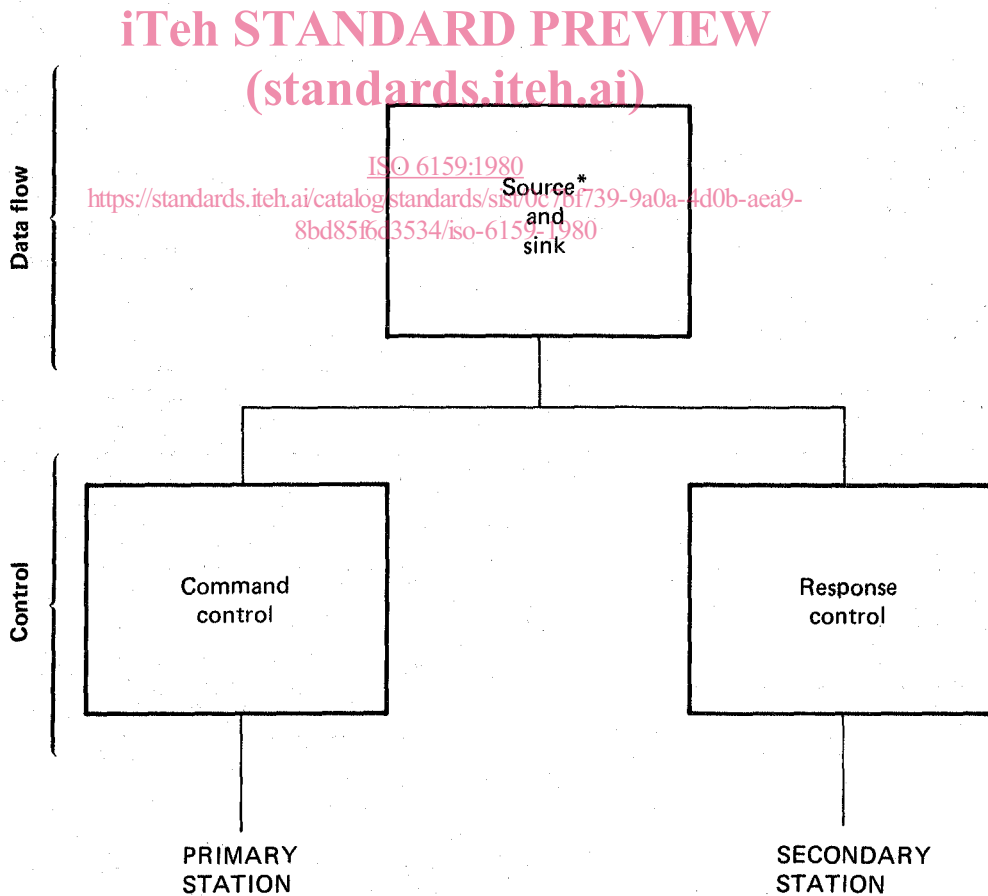 iTeh STANDARD PREVIEW
(standards.iteh.ai)
ISO 6159:1980
https://standards.iteh.ai/catalog/standards/sist/0c7bf739-9a0a-4d0b-aea9-
8bd85f6d3534/iso-6159-1980
Data flow
Source*
and
sink
Control
Command
control
Response
control
PRIMARY
STATION
SECONDARY
STATION